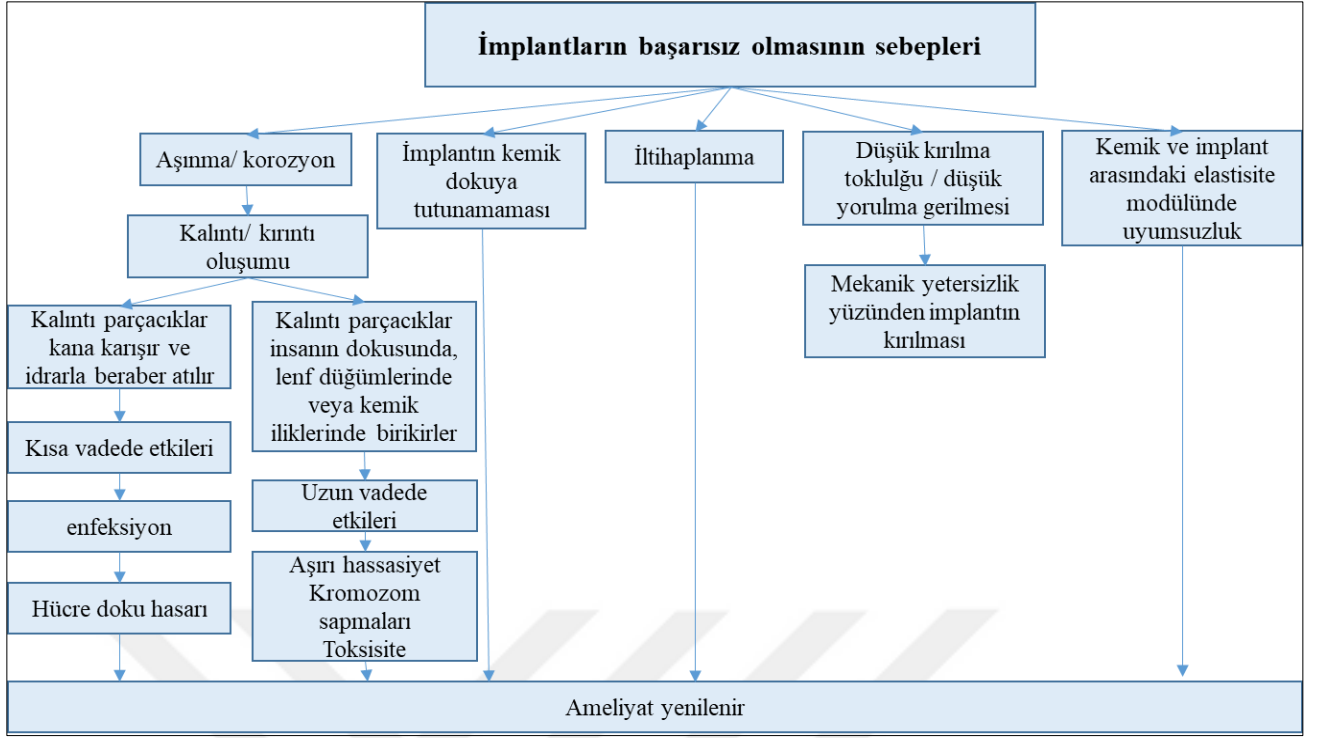 İmplantların başarısız olmasının sebepleri
Aşınma/ korozyon
Kalıntı/ kırıntı
oluşumu
Kalıntı parçacıklar
kana karışır ve
idrarla beraber atılır
Kısa vadede etkileri
enfeksiyon
Hücre doku hasarı
Kalıntı parçacıklar
insanın dokusunda,
lenf düğümlerinde
veya kemik
iliklerinde birikirler
Uzun vadede
etkileri
Aşırı hassasiyet
Kromozom
sapmaları
Toksisite
İmplantın kemik
dokuya
tutunamaması
İltihaplanma
Düşük kırılma
toklulğu / düşük
yorulma gerilmesi
Mekanik yetersizlik
yüzünden implantın
kırılması
Kemik ve implant
arasındaki elastisite
modülünde
uyumsuzluk
Ameliyat yenilenir